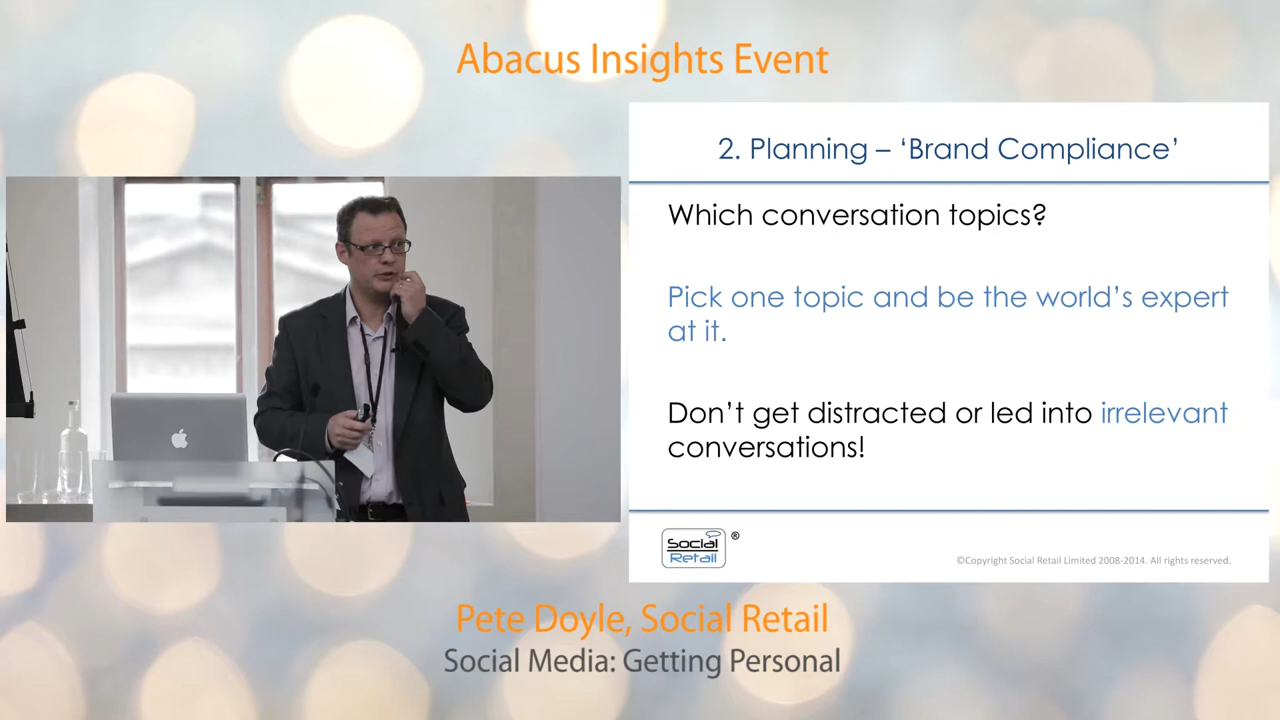 Abacus Insights Event
2. Planning – ‘Brand Compliance’
Which conversation topics?
Pick one topic and be the world’s expert
at it.
Don’t get distracted or led into irrelevant
conversations!
Social
Retail
®
©Copyright Social Retail Limited 2008-2014. All rights reserved.
Pete Doyle, Social Retail
Social Media: Getting Personal